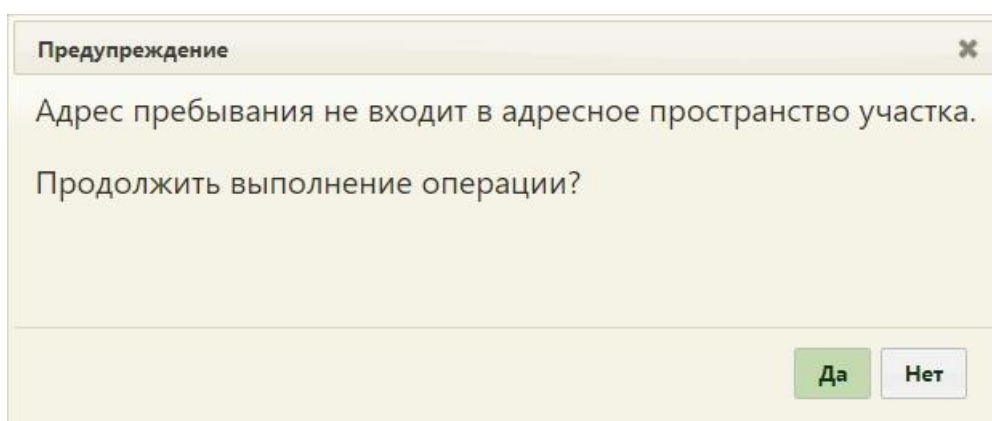 Предупреждение
Адрес пребывания не входит в адресное пространство участка.
Продолжить выполнение операции?
Да Нет